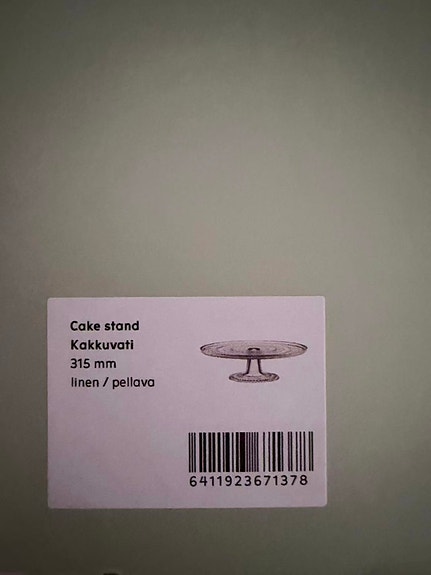 Cake stand
Kakkuvati
315 mm
linen / pellava
6411923671378